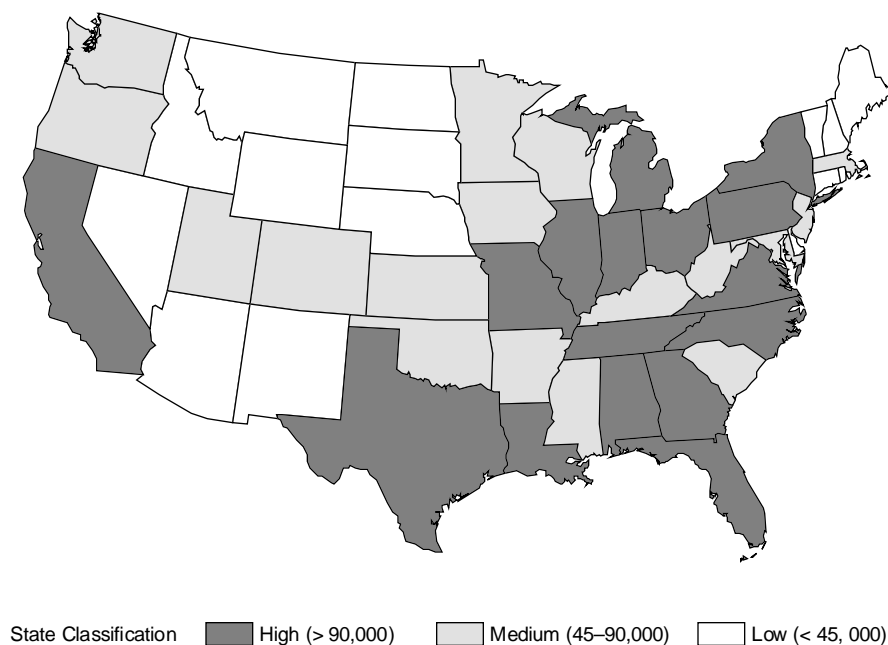 State Classification High (> 90,000) Medium (45–90,000) Low (< 45, 000)